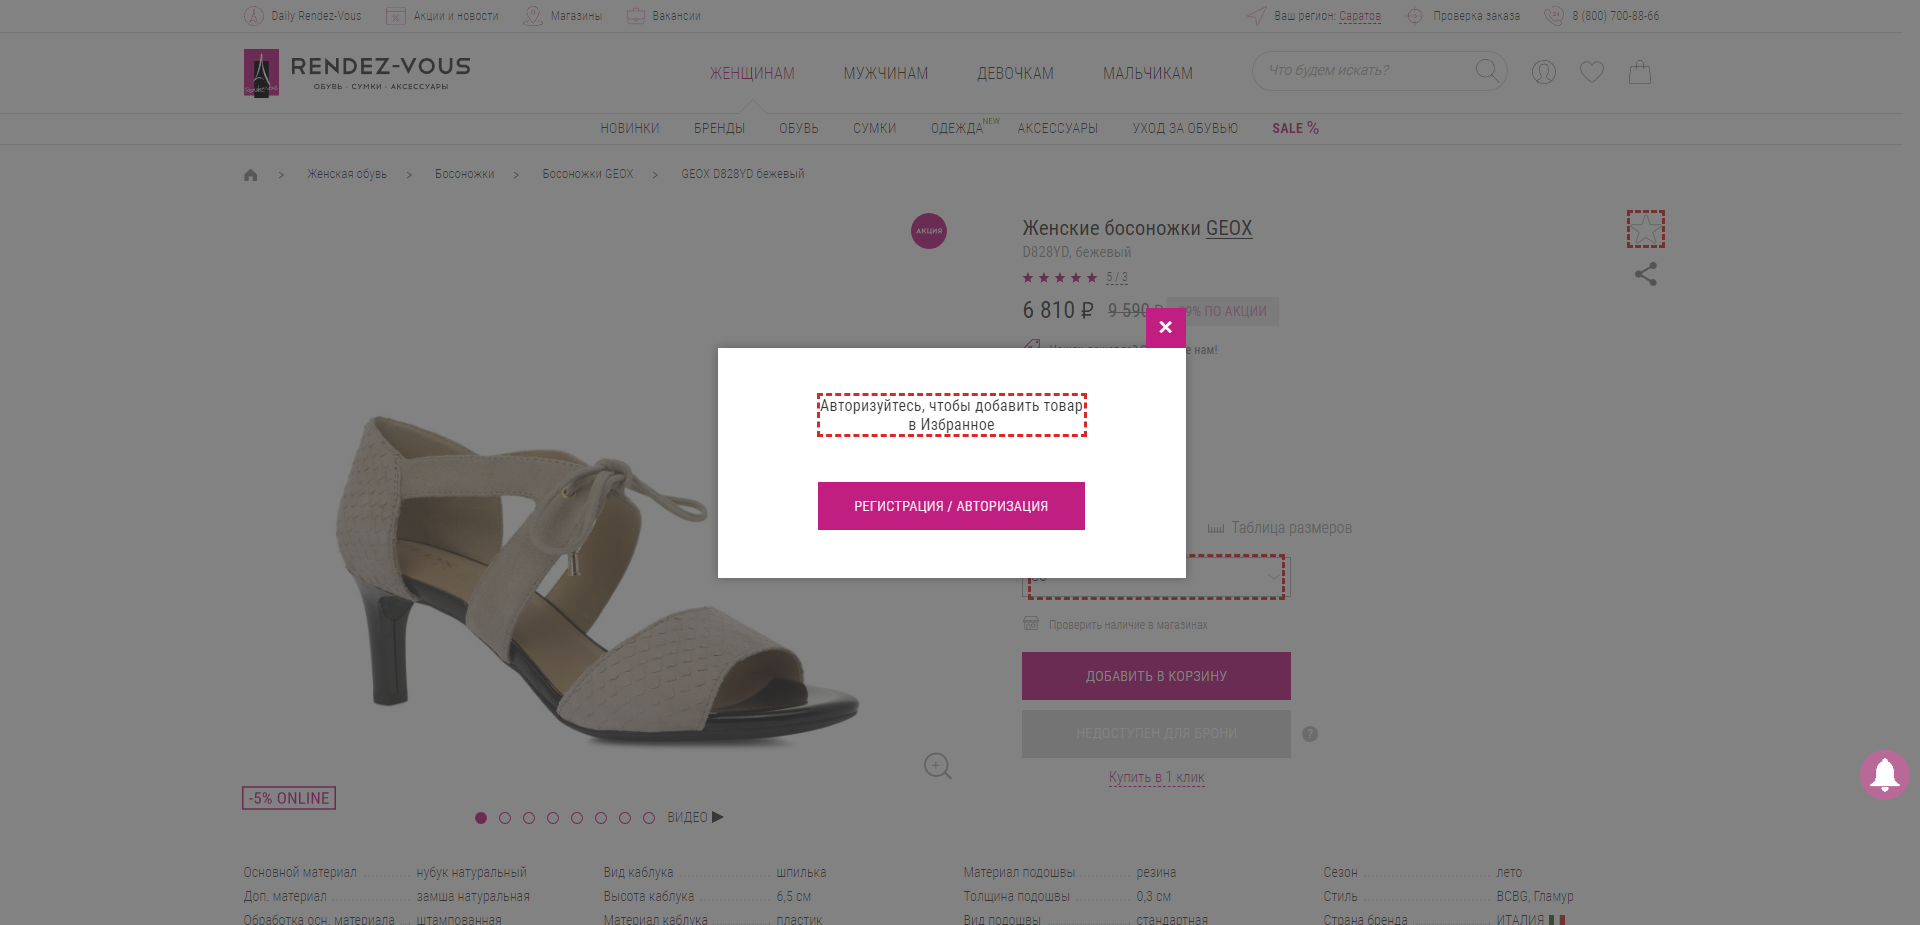 Daily Rendez-Vous
Акции и новости
Магазины
Вакансии
Ваш регион: Саратов
Проверка заказа
8 (800) 700-88-66
RENDEZ-VOUS
ОБУВЬ · СУМКИ · АКСЕССУАРЫ
ЖЕНЩИНАМ
МУЖЧИНАМ
ДЕВОЧКАМ
МАЛЬЧИКАМ
Что будем искать?
НОВИНКИ
БРЕНДЫ
ОБУВЬ
СУМКИ
ОДЕЖДА NEW
АКСЕССУАРЫ
УХОД ЗА ОБУВЬЮ
SALE %
> Женская обувь > Босоножки > Босоножки GEOX > GEOX D828YD бежевый
АКЦИЯ
Женские босоножки GEOX
D828YD, бежевый
5 / 3
6 810 ₽ 9 590 ₽ 9% ПО АКЦИИ
е нам!
Авторизуйтесь, чтобы добавить товар
в Избранное
РЕГИСТРАЦИЯ / АВТОРИЗАЦИЯ
Таблица размеров
Проверить наличие в магазинах
ДОБАВИТЬ В КОРЗИНУ
НЕДОСТУПЕН ДЛЯ БРОНИ
?
Купить в 1 клик
-5% ONLINE
ВИДЕО
Основной материал нубук натуральный
Доп. материал замша натуральная
Обработка осн. материала штампованная
Вид каблука шпилька
Высота каблука 6,5 см
Материал каблука пластик
Материал подошвы резина
Толщина подошвы 0,3 см
Вид подошвы стандартная
Сезон лето
Стиль BCBG, Гламур
Страна бренда ИТАЛИЯ